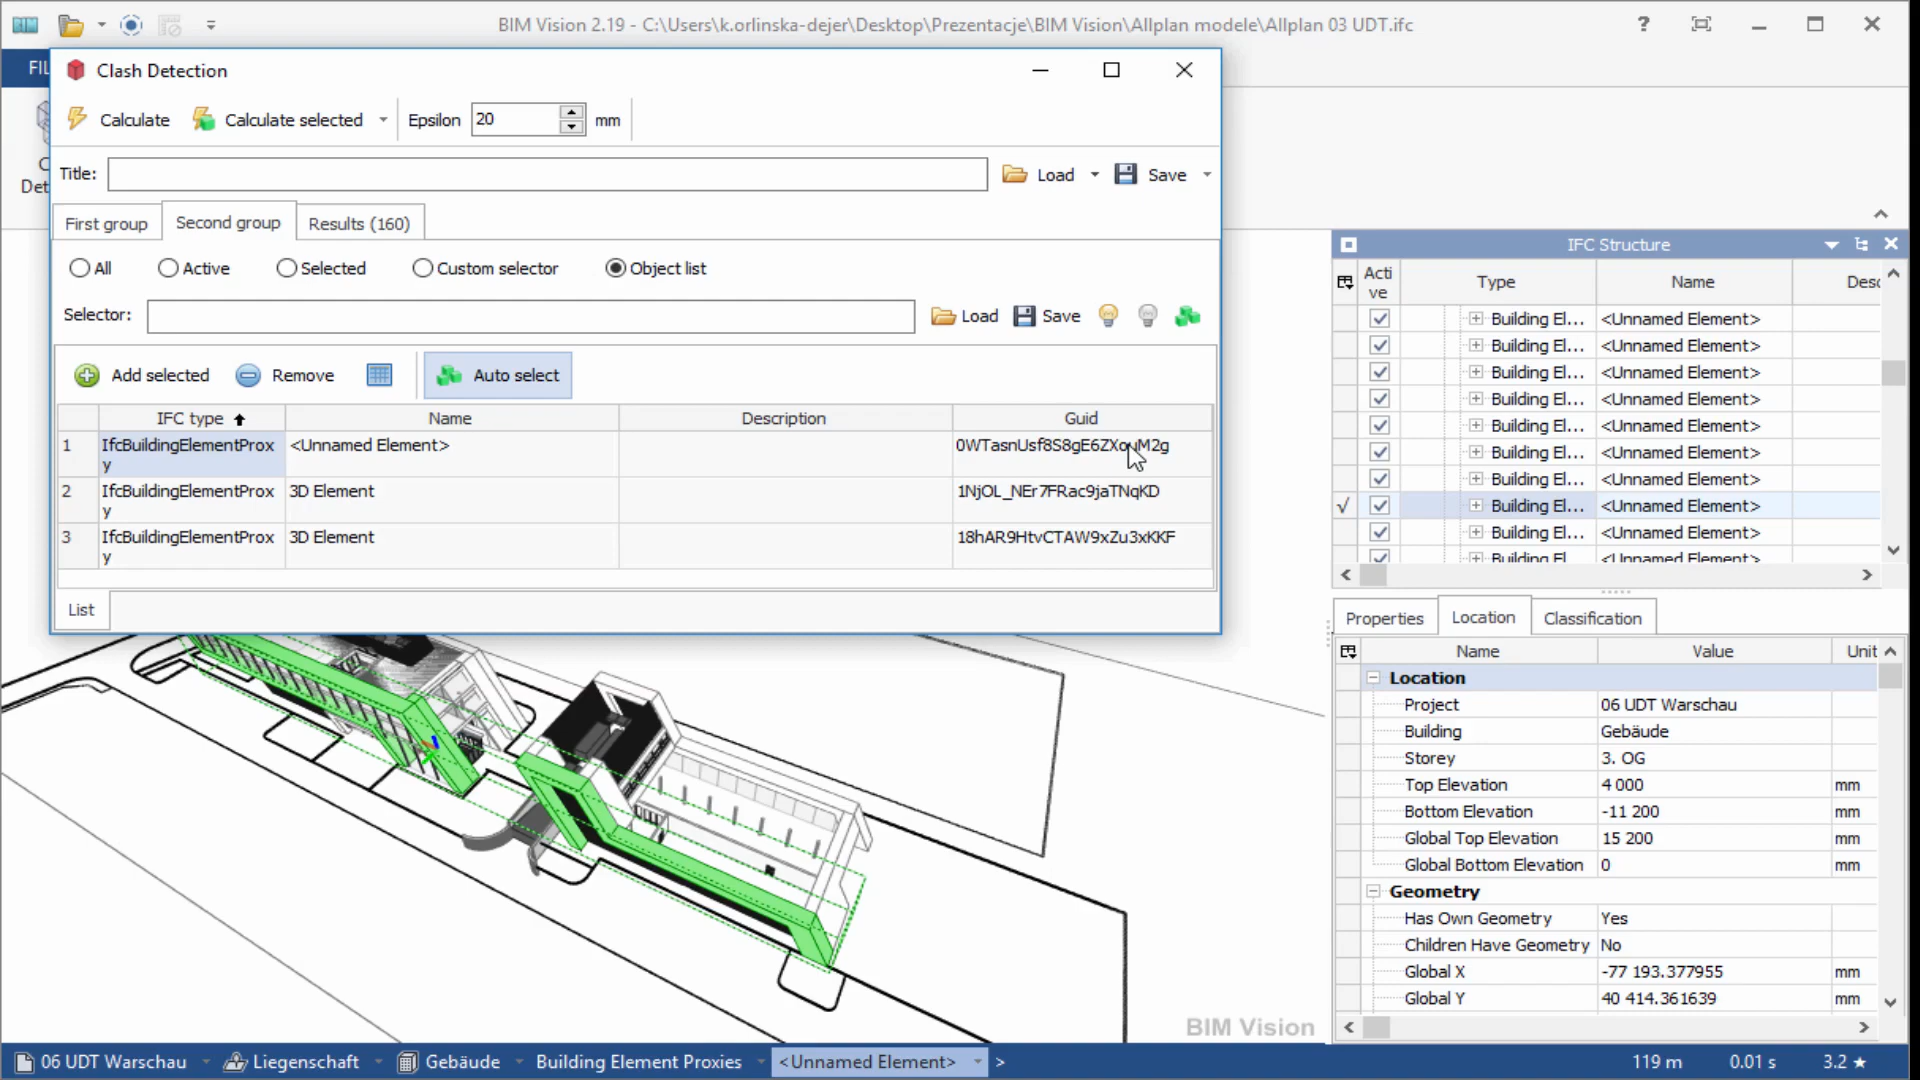 BIM Vision 2.19 - C:\Users\k.orlinska-dejer\Desktop\Prezentacje\BIM Vision\Allplan modele\Allplan 03 UDT.ifc
?
FIL
Clash Detection
Calculate
Calculate selected
Epsilon
20
mm
Title:
Load
Save
C
Det
First group
Second group
Results (160)
All
Active
Selected
Custom selector
Object list
Selector:
Load
Save
Add selected
Remove
Auto select
IFC type
Name
Description
Guid
1
IfcBuildingElementProx
y
<Unnamed Element>
2
IfcBuildingElementProx
y
3D Element
1NjOL_NEr7FRac9jaTNqKD
3
IfcBuildingElementProx
y
3D Element
18hAR9HtvCTAW9xZu3xKKF
List
IFC Structure
Acti
ve
Type
Name
Desc
Building El... <Unnamed Element>
Building El... <Unnamed Element>
Building El... <Unnamed Element>
Building El... <Unnamed Element>
Building El... <Unnamed Element>
Building El... <Unnamed Element>
Building El... <Unnamed Element>
√ Building El... <Unnamed Element>
Building El... <Unnamed Element>
Building El... <Unnamed Element>
Properties
Location
Classification
Name
Value
Unit
Location
Project 06 UDT Warschau
Building Gebäude
Storey 3. OG
Top Elevation 4 000 mm
Bottom Elevation -11 200 mm
Global Top Elevation 15 200 mm
Global Bottom Elevation 0 mm
Geometry
Has Own Geometry Yes
Children Have Geometry No
Global X -77 193.377955 mm
Global Y 40 414.361639 mm
BIM Vision
06 UDT Warschau
Liegenschaft
Gebäude
Building Element Proxies
<Unnamed Element>
>
119 m
0.01 s
3.2 ★